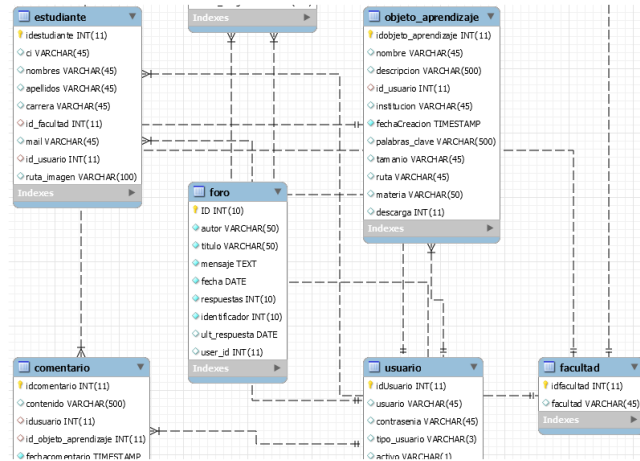 Indexes
estudiante
idestudiante INT(11)
ci VARCHAR(45)
nombres VARCHAR(45)
apellidos VARCHAR(45)
carrera VARCHAR(45)
id_facultad INT(11)
mail VARCHAR(45)
id_usuario INT(11)
ruta_imagen VARCHAR(100)
Indexes
objeto_aprendizaje
idobjeto_aprendizaje INT(11)
nombre VARCHAR(45)
descripcion VARCHAR(500)
id_usuario INT(11)
institucion VARCHAR(45)
fechaCreacion TIMESTAMP
palabras_clave VARCHAR(500)
tamanio VARCHAR(45)
ruta VARCHAR(45)
materia VARCHAR(50)
descarga INT(11)
Indexes
foro
ID INT(10)
autor VARCHAR(50)
titulo VARCHAR(50)
mensaje TEXT
fecha DATE
respuestas INT(10)
identificador INT(10)
ult_respuesta DATE
user_id INT(11)
Indexes
comentario
idcomentario INT(11)
contenido VARCHAR(500)
idusuario INT(11)
id_objeto_aprendizaje INT(11)
fechacomentario TIMESTAMP
usuario
idUsuario INT(11)
usuario VARCHAR(45)
contrasenia VARCHAR(45)
tipo_usuario VARCHAR(3)
activo VARCHAR(1)
facultad
idfacultad INT(11)
facultad VARCHAR(45)
Indexes